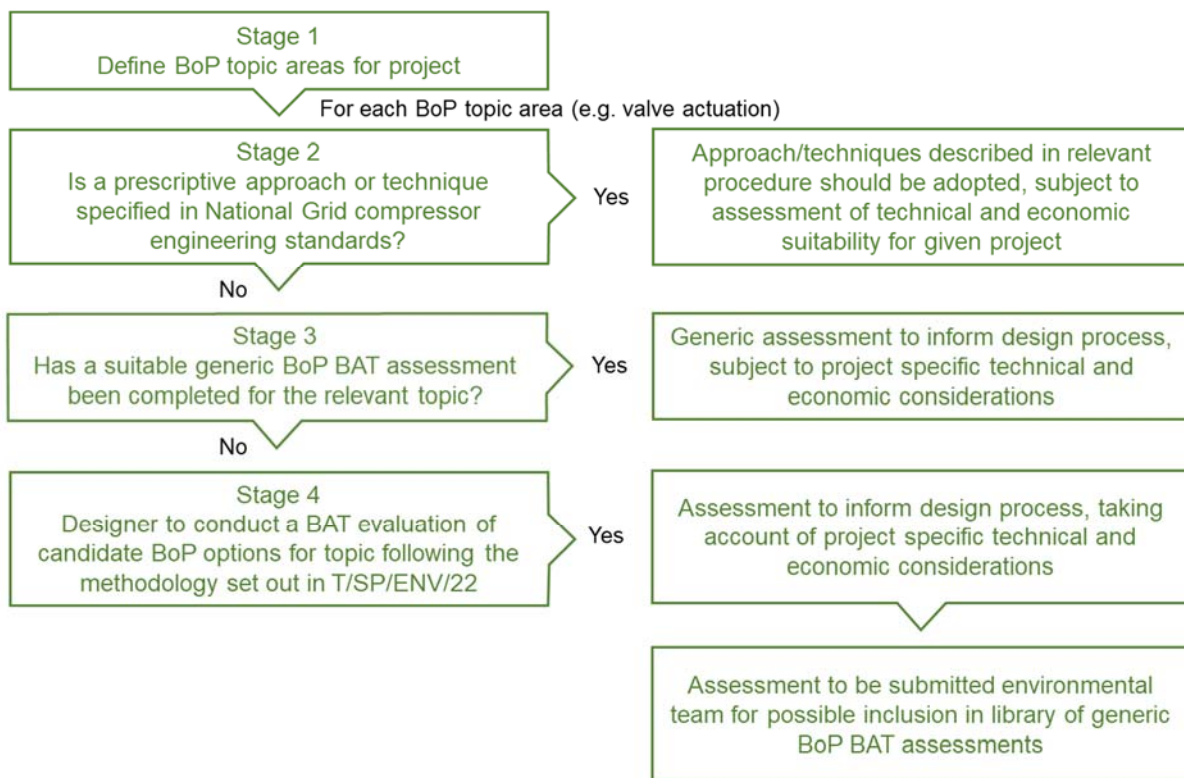 Stage 1
Define BoP topic areas for project
For each BoP topic area (e.g. valve actuation)
Stage 2
Is a prescriptive approach or technique
specified in National Grid compressor
engineering standards?
Yes
Approach/techniques described in relevant
procedure should be adopted, subject to
assessment of technical and economic
suitability for given project
No
Stage 3
Has a suitable generic BoP BAT assessment
been completed for the relevant topic?
Yes
Generic assessment to inform design process,
subject to project specific technical and
economic considerations
No
Stage 4
Designer to conduct a BAT evaluation of
candidate BoP options for topic following the
methodology set out in T/SP/ENV/22
Yes
Assessment to inform design process, taking
account of project specific technical and
economic considerations
Assessment to be submitted environmental
team for possible inclusion in library of generic
BoP BAT assessments